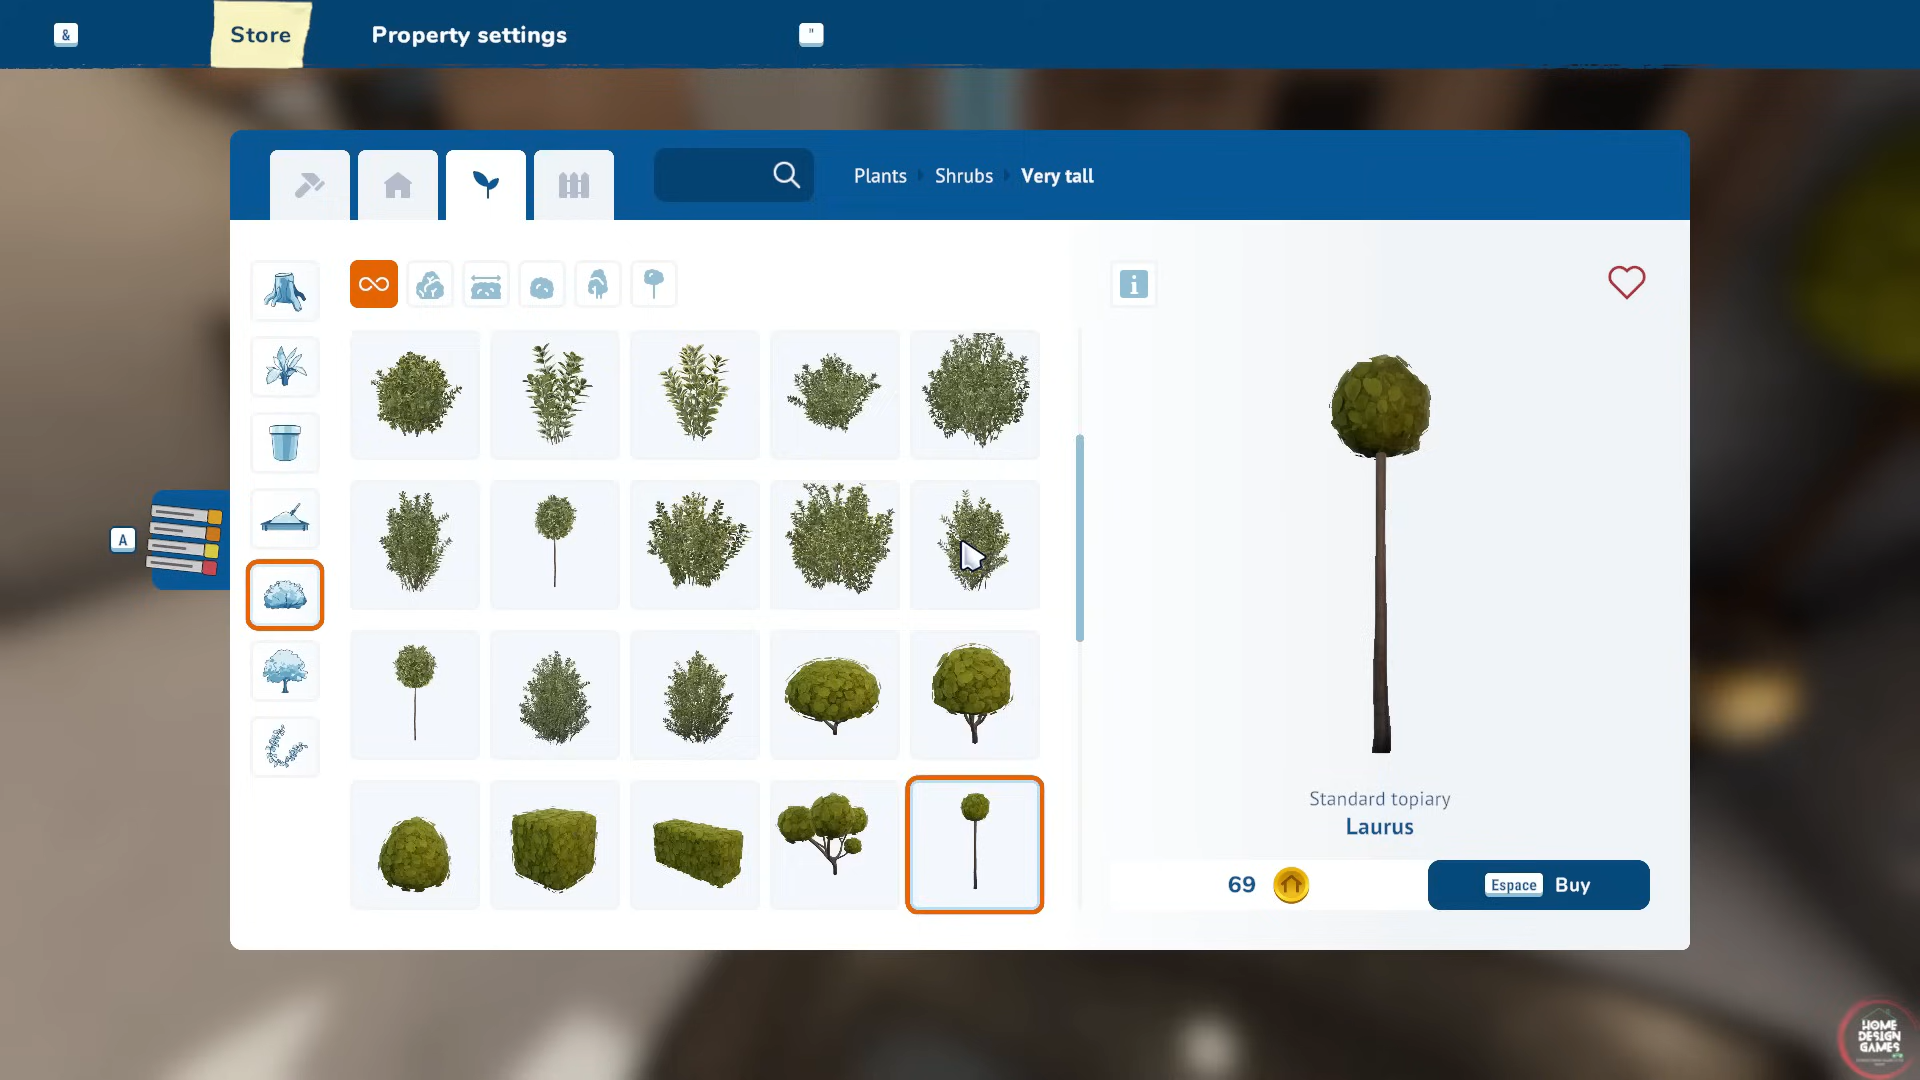 &
Store
Property settings
"
Plants
Shrubs
Very tall
A
i
Standard topiary
Laurus
69
Espace
Buy
HOME
DESIGN
GAMES